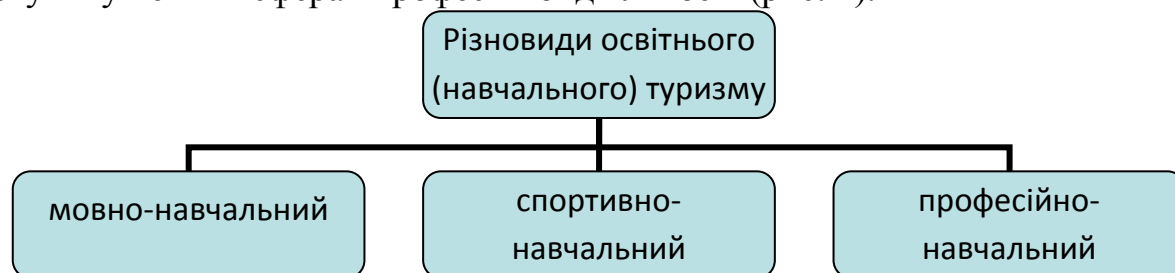 Різновиди освітнього
(навчального) туризму
мовно-навчальний
спортивно-
навчальний
професійно-
навчальний